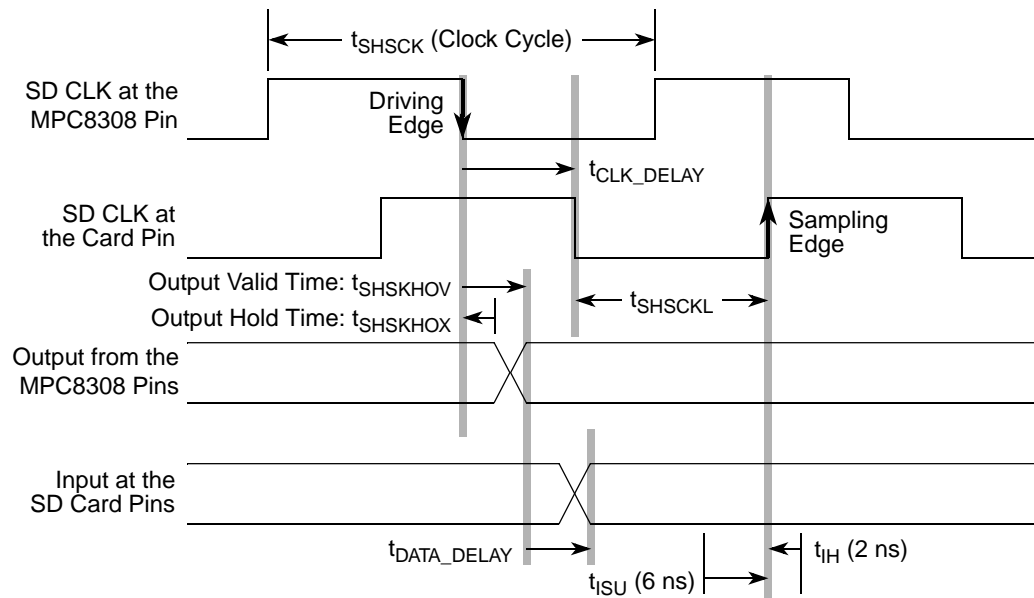 tSHSCK (Clock Cycle)
SD CLK at the
MPC8308 Pin
Driving
Edge
tCLK_DELAY
SD CLK at
the Card Pin
Sampling
Edge
Output Valid Time: tSHSKHOV
tSHSCKL
Output Hold Time: tSHSKHOX
Output from the
MPC8308 Pins
Input at the
SD Card Pins
tDATA_DELAY
tIH (2 ns)
tISU (6 ns)